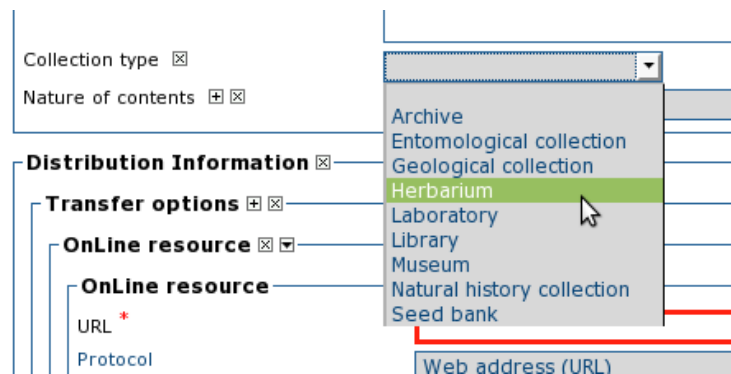 Collection type
Nature of contents
Archive
Entomological collection
Geological collection
Herbarium
Laboratory
Library
Museum
Natural history collection
Seed bank
Distribution Information
Transfer options
OnLine resource
OnLine resource
URL *
Protocol
Web address (URL)